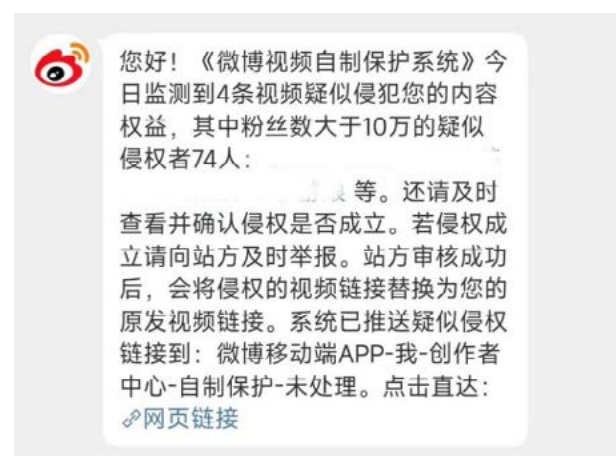 您好！《微博视频自制保护系统》今
日监测到4条视频疑似侵犯您的内容
权益，其中粉丝数大于10万的疑似
侵权者74人：
等。还请及时
查看并确认侵权是否成立。若侵权成
立请向站方及时举报。站方审核成功
后，会将侵权的视频链接替换为您的
原发视频链接。系统已推送疑似侵权
链接到：微博移动端APP-我-创作者
中心-自制保护-未处理。点击直达：
网页链接